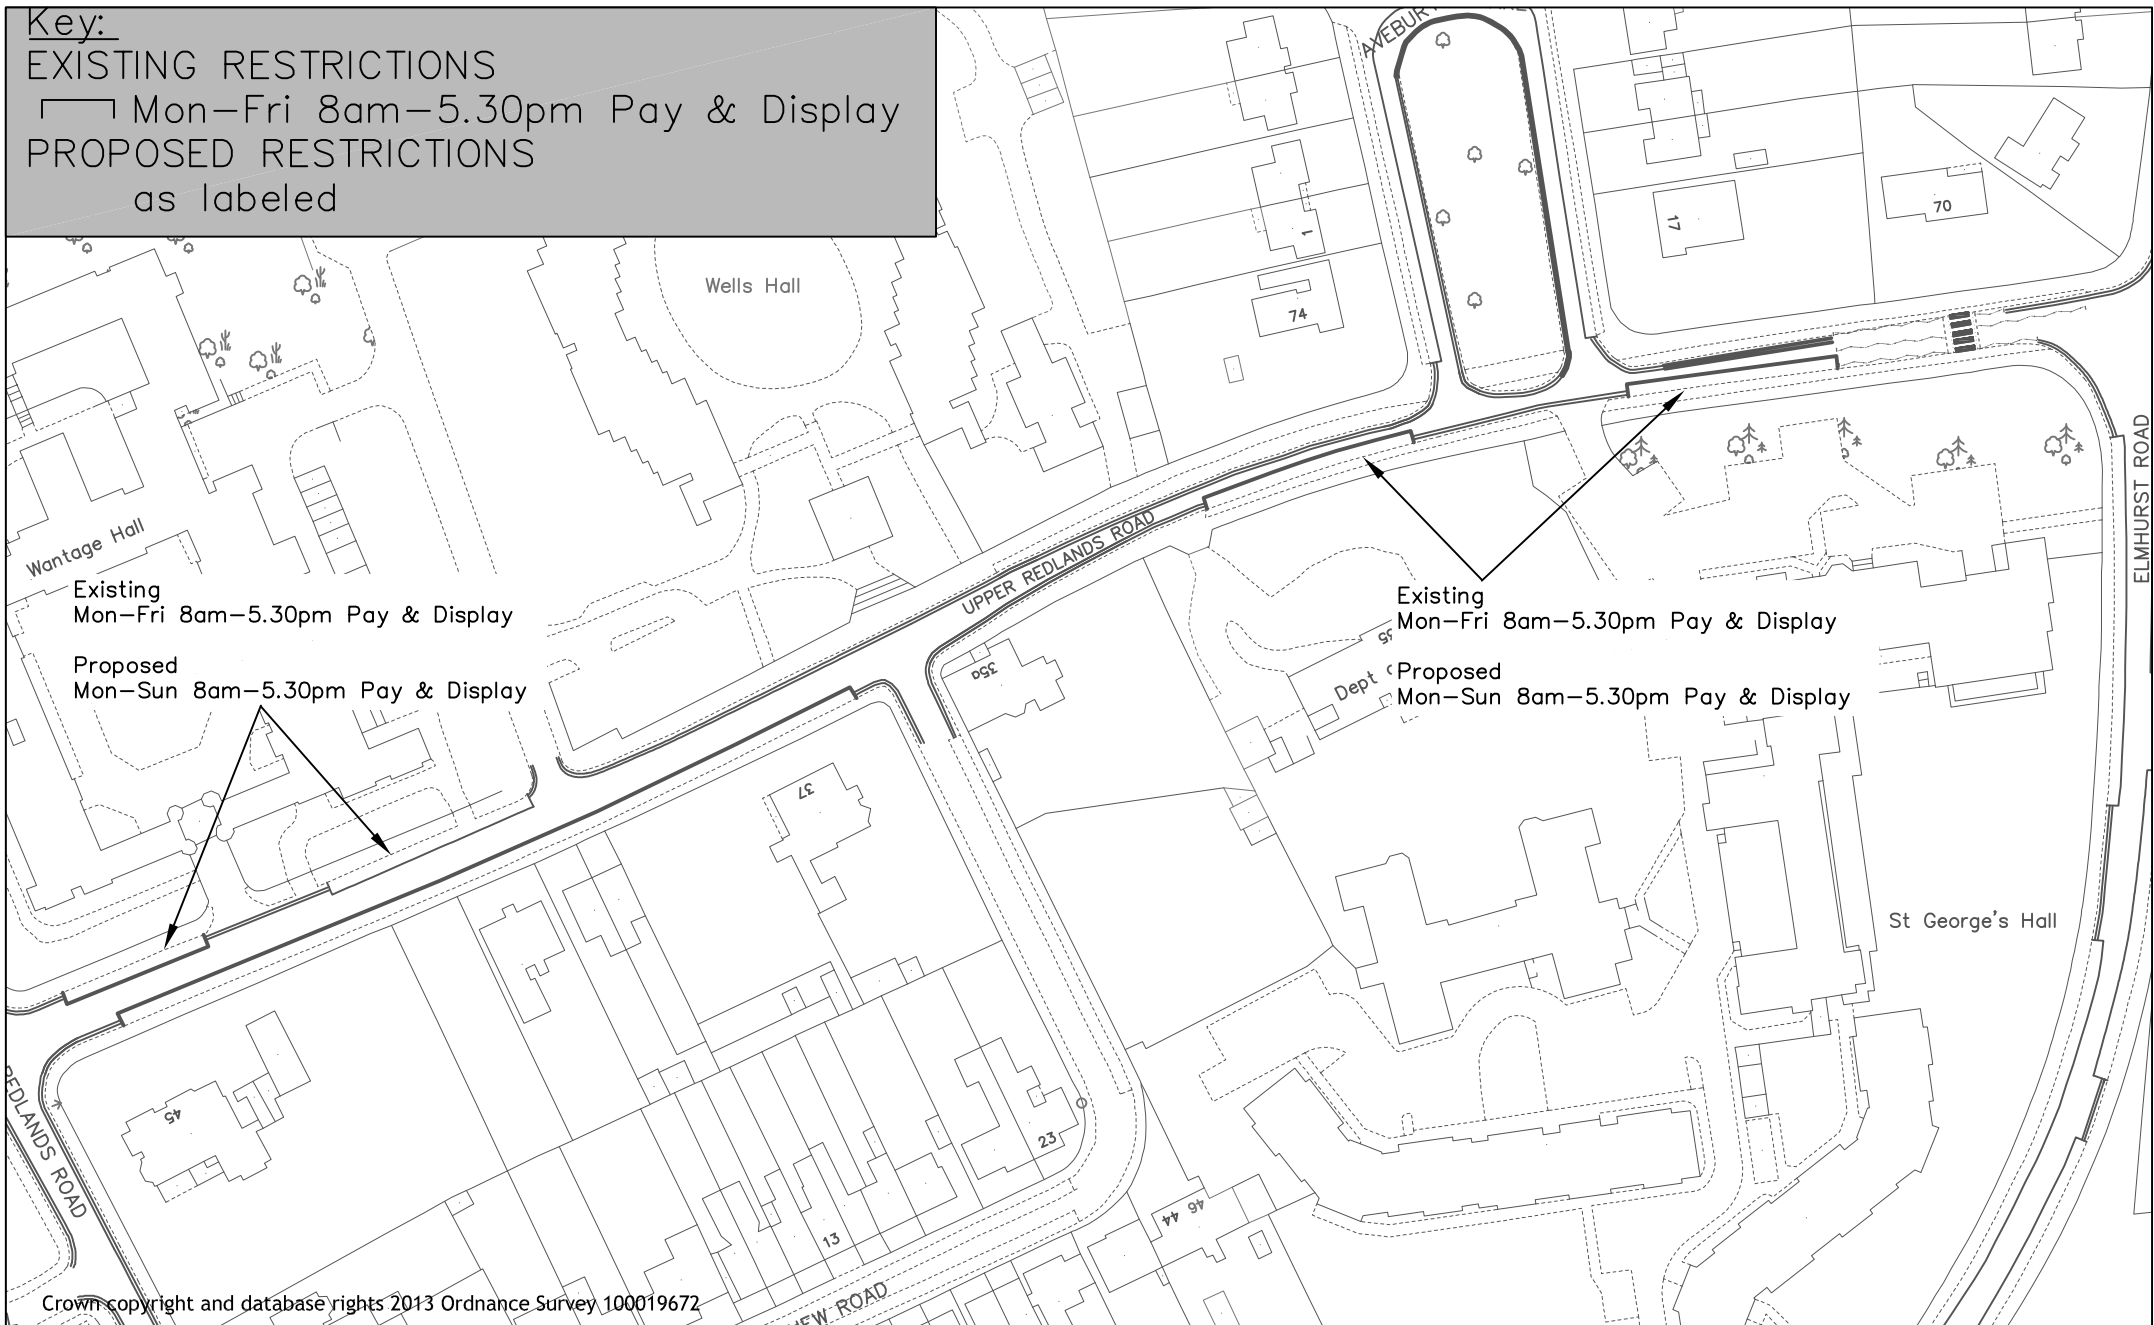 Key:
EXISTING RESTRICTIONS
Mon-Fri 8am-5.30pm Pay & Display
PROPOSED RESTRICTIONS
as labeled
Wells Hall
1
74
17
70
Wantage Hall
Existing
Mon-Fri 8am-5.30pm Pay & Display
Proposed
Mon-Sun 8am-5.30pm Pay & Display
UPPER REDLANDS ROAD
ELMHURST ROAD
Existing
Mon-Fri 8am-5.30pm Pay & Display
Proposed
Mon-Sun 8am-5.30pm Pay & Display
Dept
35a
37
St George's Hall
45
REDLANDS ROAD
23
13
44 46
ROAD
Crown copyright and database rights 2013 Ordnance Survey 100019672